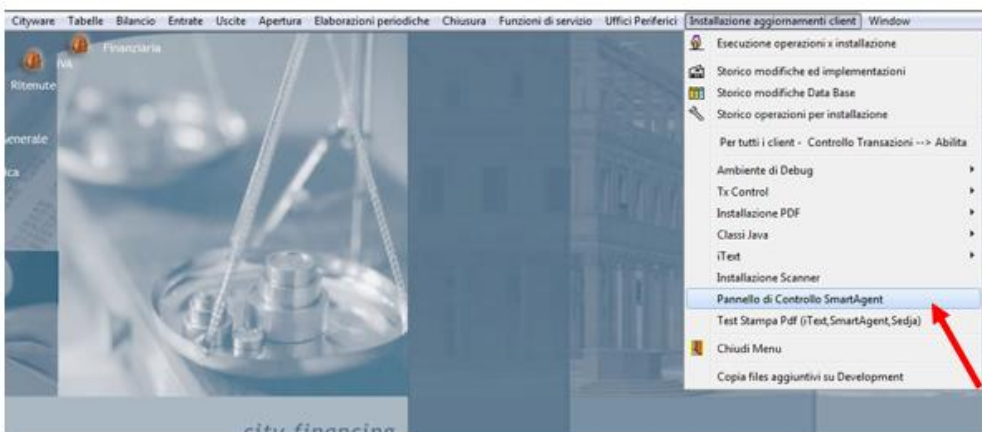 Cityware Tabelle Bilancio Entrate Uscite Apertura Elaborazioni periodiche Chiusura Funzioni di servizio Uffici Periferici Installazione aggiornamenti client Window
Finanziaria
IVA
Ritenute
enerale
ica
Esecuzione operazioni x installazione
Storico modifiche ed implementazioni
Storico modifiche Data Base
Storico operazioni per installazione
Per tutti i client - Controllo Transazioni --> Abilita
Ambiente di Debug
Tx Control
Installazione PDF
Classi Java
iText
Installazione Scanner
Pannello di Controllo SmartAgent
Test Stampa Pdf (iText,SmartAgent,Sedja)
Chiudi Menu
Copia files aggiuntivi su Development
city financing